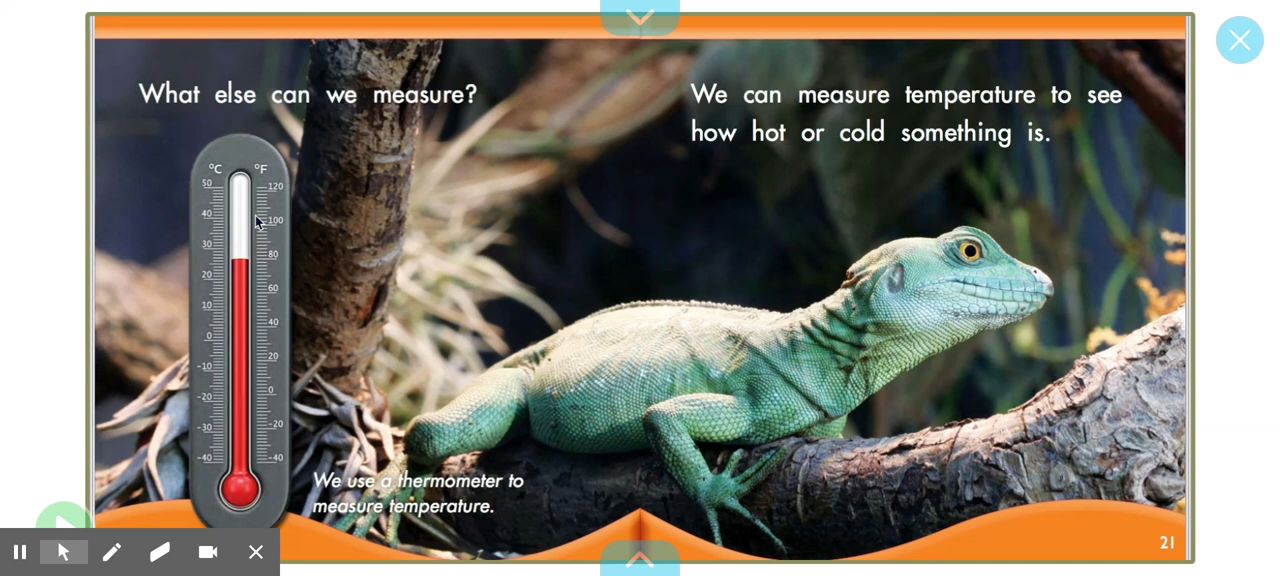 What else can we measure?
We can measure temperature to see
how hot or cold something is.
°C °F
50 120
40 100
30 80
20 60
10 40
0 20
-10 0
-20 -20
-30 -40
-40
We use a thermometer to
measure temperature.
21